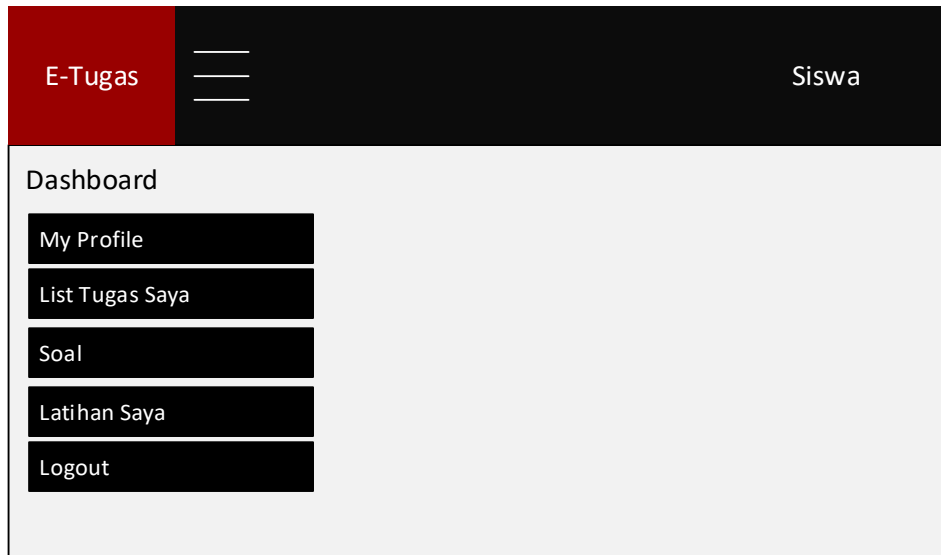 E-Tugas
Siswa
Dashboard
My Profile
List Tugas Saya
Soal
Latihan Saya
Logout